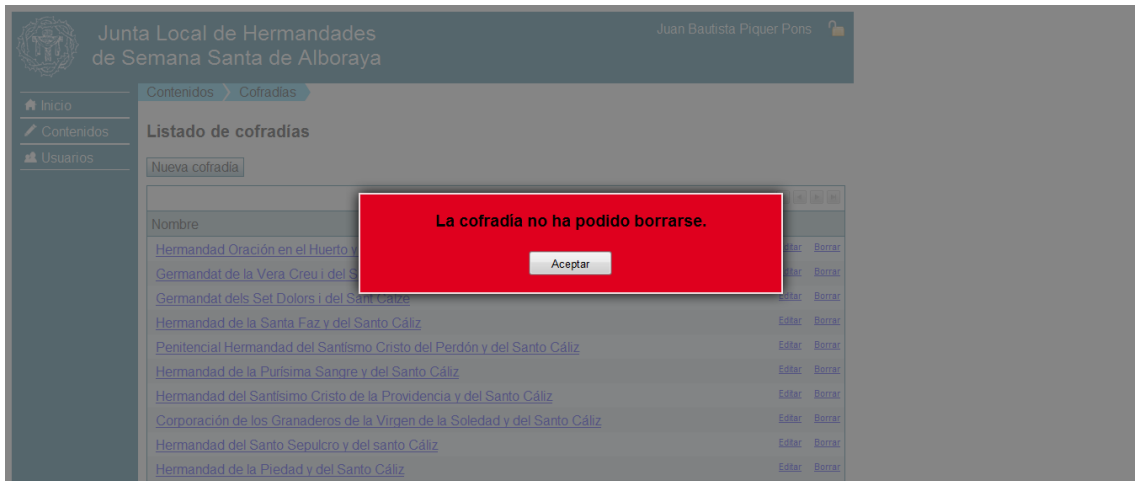 Junta Local de Hermandades
de Semana Santa de Alboraya
Juan Bautista Piquer Pons
Inicio
Contenidos
Usuarios
Contenidos
Cofradías
Listado de cofradías
Nueva cofradía
Nombre
La cofradía no ha podido borrarse.
Aceptar
Hermandad Oración en el Huerto y Editar Borrar
Germandat de la Vera Creu i del S Editar Borrar
Germandat dels Set Dolors i del Sant Calze Editar Borrar
Hermandad de la Santa Faz y del Santo Cáliz Editar Borrar
Penitencial Hermandad del Santísmo Cristo del Perdón y del Santo Cáliz Editar Borrar
Hermandad de la Purísima Sangre y del Santo Cáliz Editar Borrar
Hermandad del Santísimo Cristo de la Providencia y del Santo Cáliz Editar Borrar
Corporación de los Granaderos de la Virgen de la Soledad y del Santo Cáliz Editar Borrar
Hermandad del Santo Sepulcro y del santo Cáliz Editar Borrar
Hermandad de la Piedad y del Santo Cáliz Editar Borrar